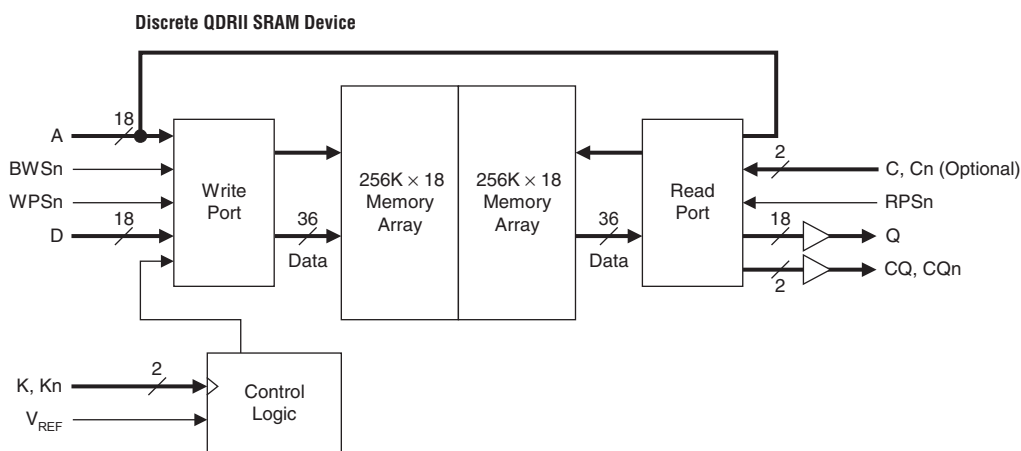 Discrete QDRII SRAM Device
A
18
BWSn
WPSn
D
18
Write
Port
36
Data
256K × 18
Memory
Array
256K × 18
Memory
Array
36
Data
Read
Port
2
C, Cn (Optional)
RPSn
18
Q
2
CQ, CQn
K, Kn
2
VREF
Control
Logic